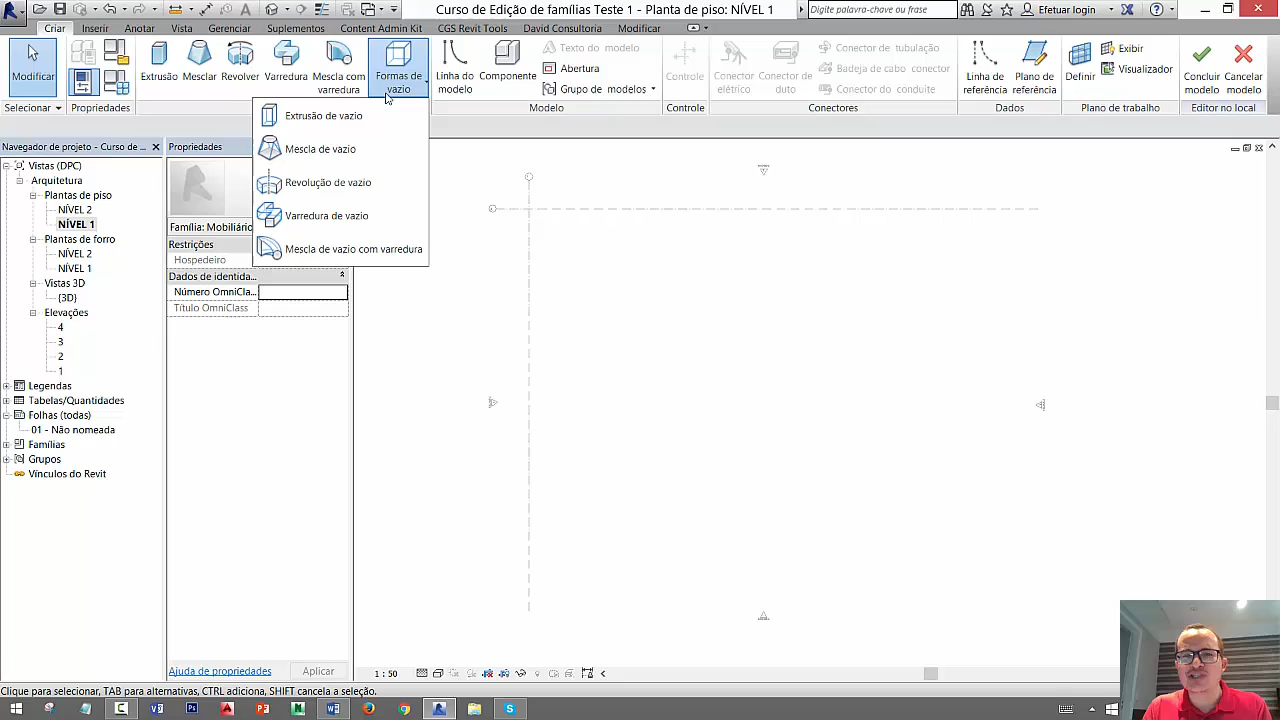 Curso de Edição de famílias Teste 1 - Planta de piso: NÍVEL 1
Digite palavra-chave ou frase
Efetuar login
Criar
Inserir
Anotar
Vista
Gerenciar
Suplementos
Content Admin Kit
CGS Revit Tools
David Consultoria
Modificar
Modificar
Extrusão
Mesclar
Revolver
Varredura
Mescla com
varredura
Formas de
vazio
Linha do
modelo
Componente
Texto do modelo
Abertura
Grupo de modelos
Controle
Conector
elétrico
Conector de
duto
Conector de tubulação
Badeja de cabo conector
Conector do conduite
Linha de
referência
Plano de
referência
Definir
Exibir
Visualizador
Concluir
modelo
Cancelar
modelo
Selecionar
Propriedades
Modelo
Controle
Conectores
Dados
Plano de trabalho
Editor no local
Extrusão de vazio
Mescla de vazio
Revolução de vazio
Varredura de vazio
Mescla de vazio com varredura
Navegador de projeto - Curso de ...
Vistas (DPC)
Arquitetura
Plantas de piso
NÍVEL 2
NÍVEL 1
Plantas de forro
NÍVEL 2
NÍVEL 1
Vistas 3D
{3D}
Elevações
4
3
2
1
Legendas
Tabelas/Quantidades
Folhas (todas)
01 - Não nomeada
Famílias
Grupos
Vínculos do Revit
Propriedades
Família: Mobiliário
Restrições
Hospedeiro
Dados de identida...
Número OmniCla...
Título OmniClass
Ajuda de propriedades
Aplicar
1 : 50
Clique para selecionar, TAB para alternativas, CTRL adiciona, SHIFT cancela a seleção.